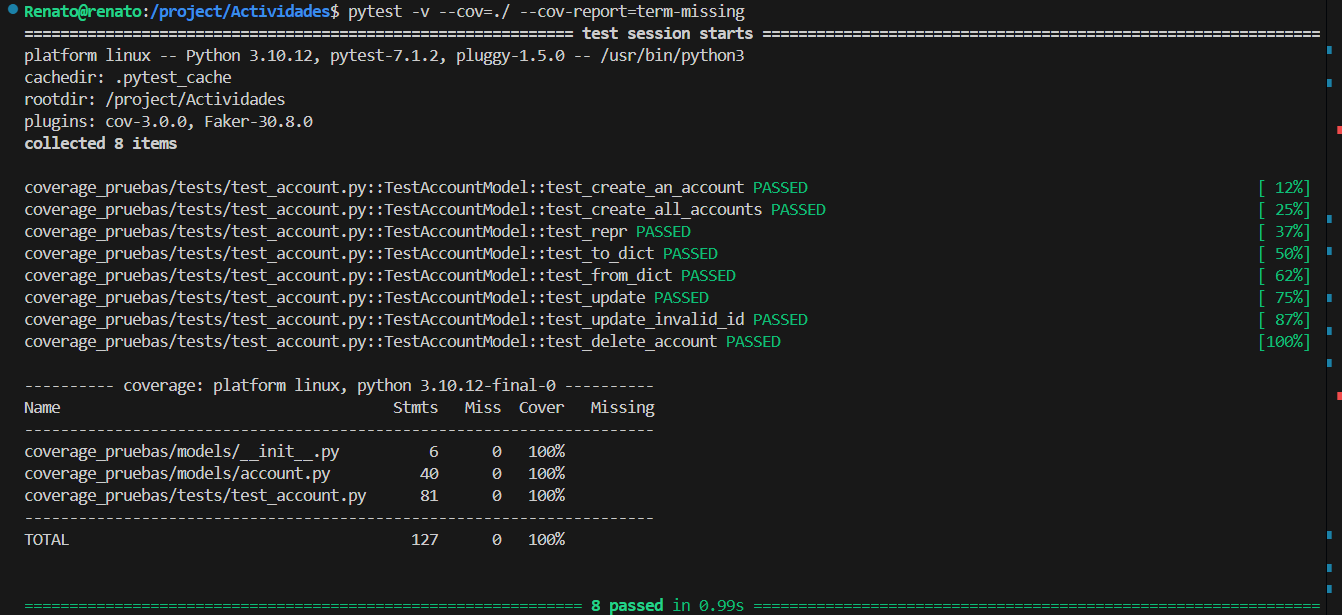 Renato@renato:/project/Actividades$ pytest -v --cov=./ --cov-report=term-missing
============================================================= test session starts ==============================================================
platform linux -- Python 3.10.12, pytest-7.1.2, pluggy-1.5.0 -- /usr/bin/python3
cachedir: .pytest_cache
rootdir: /project/Actividades
plugins: cov-3.0.0, Faker-30.8.0
collected 8 items
coverage_pruebas/tests/test_account.py::TestAccountModel::test_create_an_account PASSED [ 12%]
coverage_pruebas/tests/test_account.py::TestAccountModel::test_create_all_accounts PASSED [ 25%]
coverage_pruebas/tests/test_account.py::TestAccountModel::test_repr PASSED [ 37%]
coverage_pruebas/tests/test_account.py::TestAccountModel::test_to_dict PASSED [ 50%]
coverage_pruebas/tests/test_account.py::TestAccountModel::test_from_dict PASSED [ 62%]
coverage_pruebas/tests/test_account.py::TestAccountModel::test_update PASSED [ 75%]
coverage_pruebas/tests/test_account.py::TestAccountModel::test_update_invalid_id PASSED [ 87%]
coverage_pruebas/tests/test_account.py::TestAccountModel::test_delete_account PASSED [100%]
---------- coverage: platform linux, python 3.10.12-final-0 ----------
Name Stmts Miss Cover Missing
----------------------------------------------------------------------
coverage_pruebas/models/__init__.py 6 0 100%
coverage_pruebas/models/account.py 40 0 100%
coverage_pruebas/tests/test_account.py 81 0 100%
----------------------------------------------------------------------
TOTAL 127 0 100%
============================================================== 8 passed in 0.99s ===============================================================